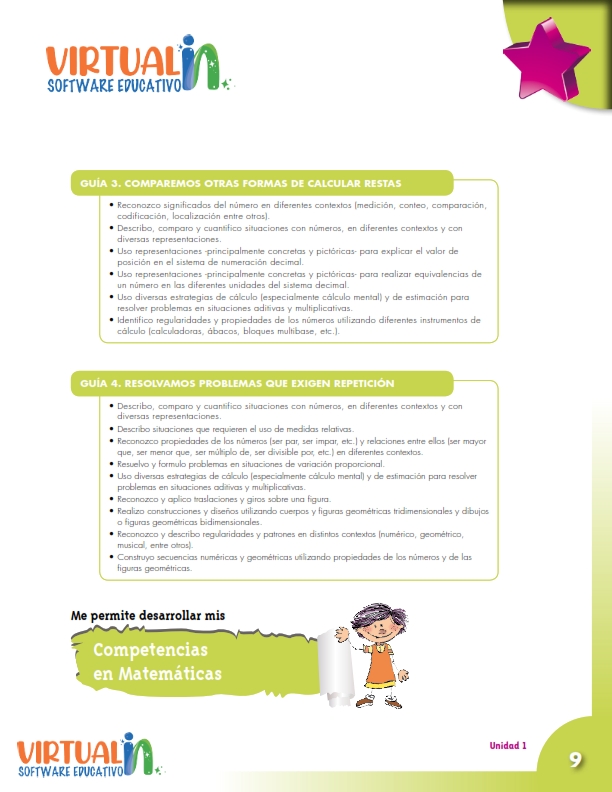 VIRTUAL in
SOFTWARE EDUCATIVO
GUÍA 3. COMPAREMOS OTRAS FORMAS DE CALCULAR RESTAS
• Reconozco significados del número en diferentes contextos (medición, conteo, comparación,
codificación, localización entre otros).
• Describo, comparo y cuantifico situaciones con números, en diferentes contextos y con
diversas representaciones.
• Uso representaciones -principalmente concretas y pictóricas- para explicar el valor de
posición en el sistema de numeración decimal.
• Uso representaciones -principalmente concretas y pictóricas- para realizar equivalencias de
un número en las diferentes unidades del sistema decimal.
• Uso diversas estrategias de cálculo (especialmente cálculo mental) y de estimación para
resolver problemas en situaciones aditivas y multiplicativas.
• Identifico regularidades y propiedades de los números utilizando diferentes instrumentos de
cálculo (calculadoras, ábacos, bloques multibase, etc.).
GUÍA 4. RESOLVAMOS PROBLEMAS QUE EXIGEN REPETICIÓN
• Describo, comparo y cuantifico situaciones con números, en diferentes contextos y con
diversas representaciones.
• Describo situaciones que requieren el uso de medidas relativas.
• Reconozco propiedades de los números (ser par, ser impar, etc.) y relaciones entre ellos (ser mayor
que, ser menor que, ser múltiplo de, ser divisible por, etc.) en diferentes contextos.
• Resuelvo y formulo problemas en situaciones de variación proporcional.
• Uso diversas estrategias de cálculo (especialmente cálculo mental) y de estimación para resolver
problemas en situaciones aditivas y multiplicativas.
• Reconozco y aplico traslaciones y giros sobre una figura.
• Realizo construcciones y diseños utilizando cuerpos y figuras geométricas tridimensionales y dibujos
o figuras geométricas bidimensionales.
• Reconozco y describo regularidades y patrones en distintos contextos (numérico, geométrico,
musical, entre otros).
• Construyo secuencias numéricas y geométricas utilizando propiedades de los números y de las
figuras geométricas.
Me permite desarrollar mis
Competencias
en Matemáticas
VIRTUAL in
SOFTWARE EDUCATIVO
Unidad 1
9